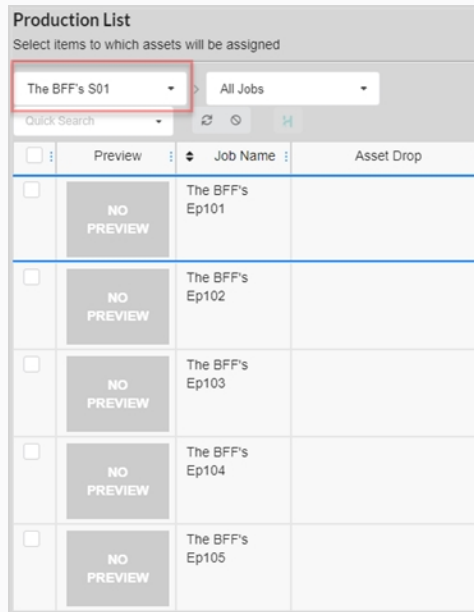 Production List
Select items to which assets will be assigned
The BFF's S01 > All Jobs
Quick Search
Preview Job Name Asset Drop
NO
PREVIEW
The BFF's
Ep101
NO
PREVIEW
The BFF's
Ep102
NO
PREVIEW
The BFF's
Ep103
NO
PREVIEW
The BFF's
Ep104
NO
PREVIEW
The BFF's
Ep105